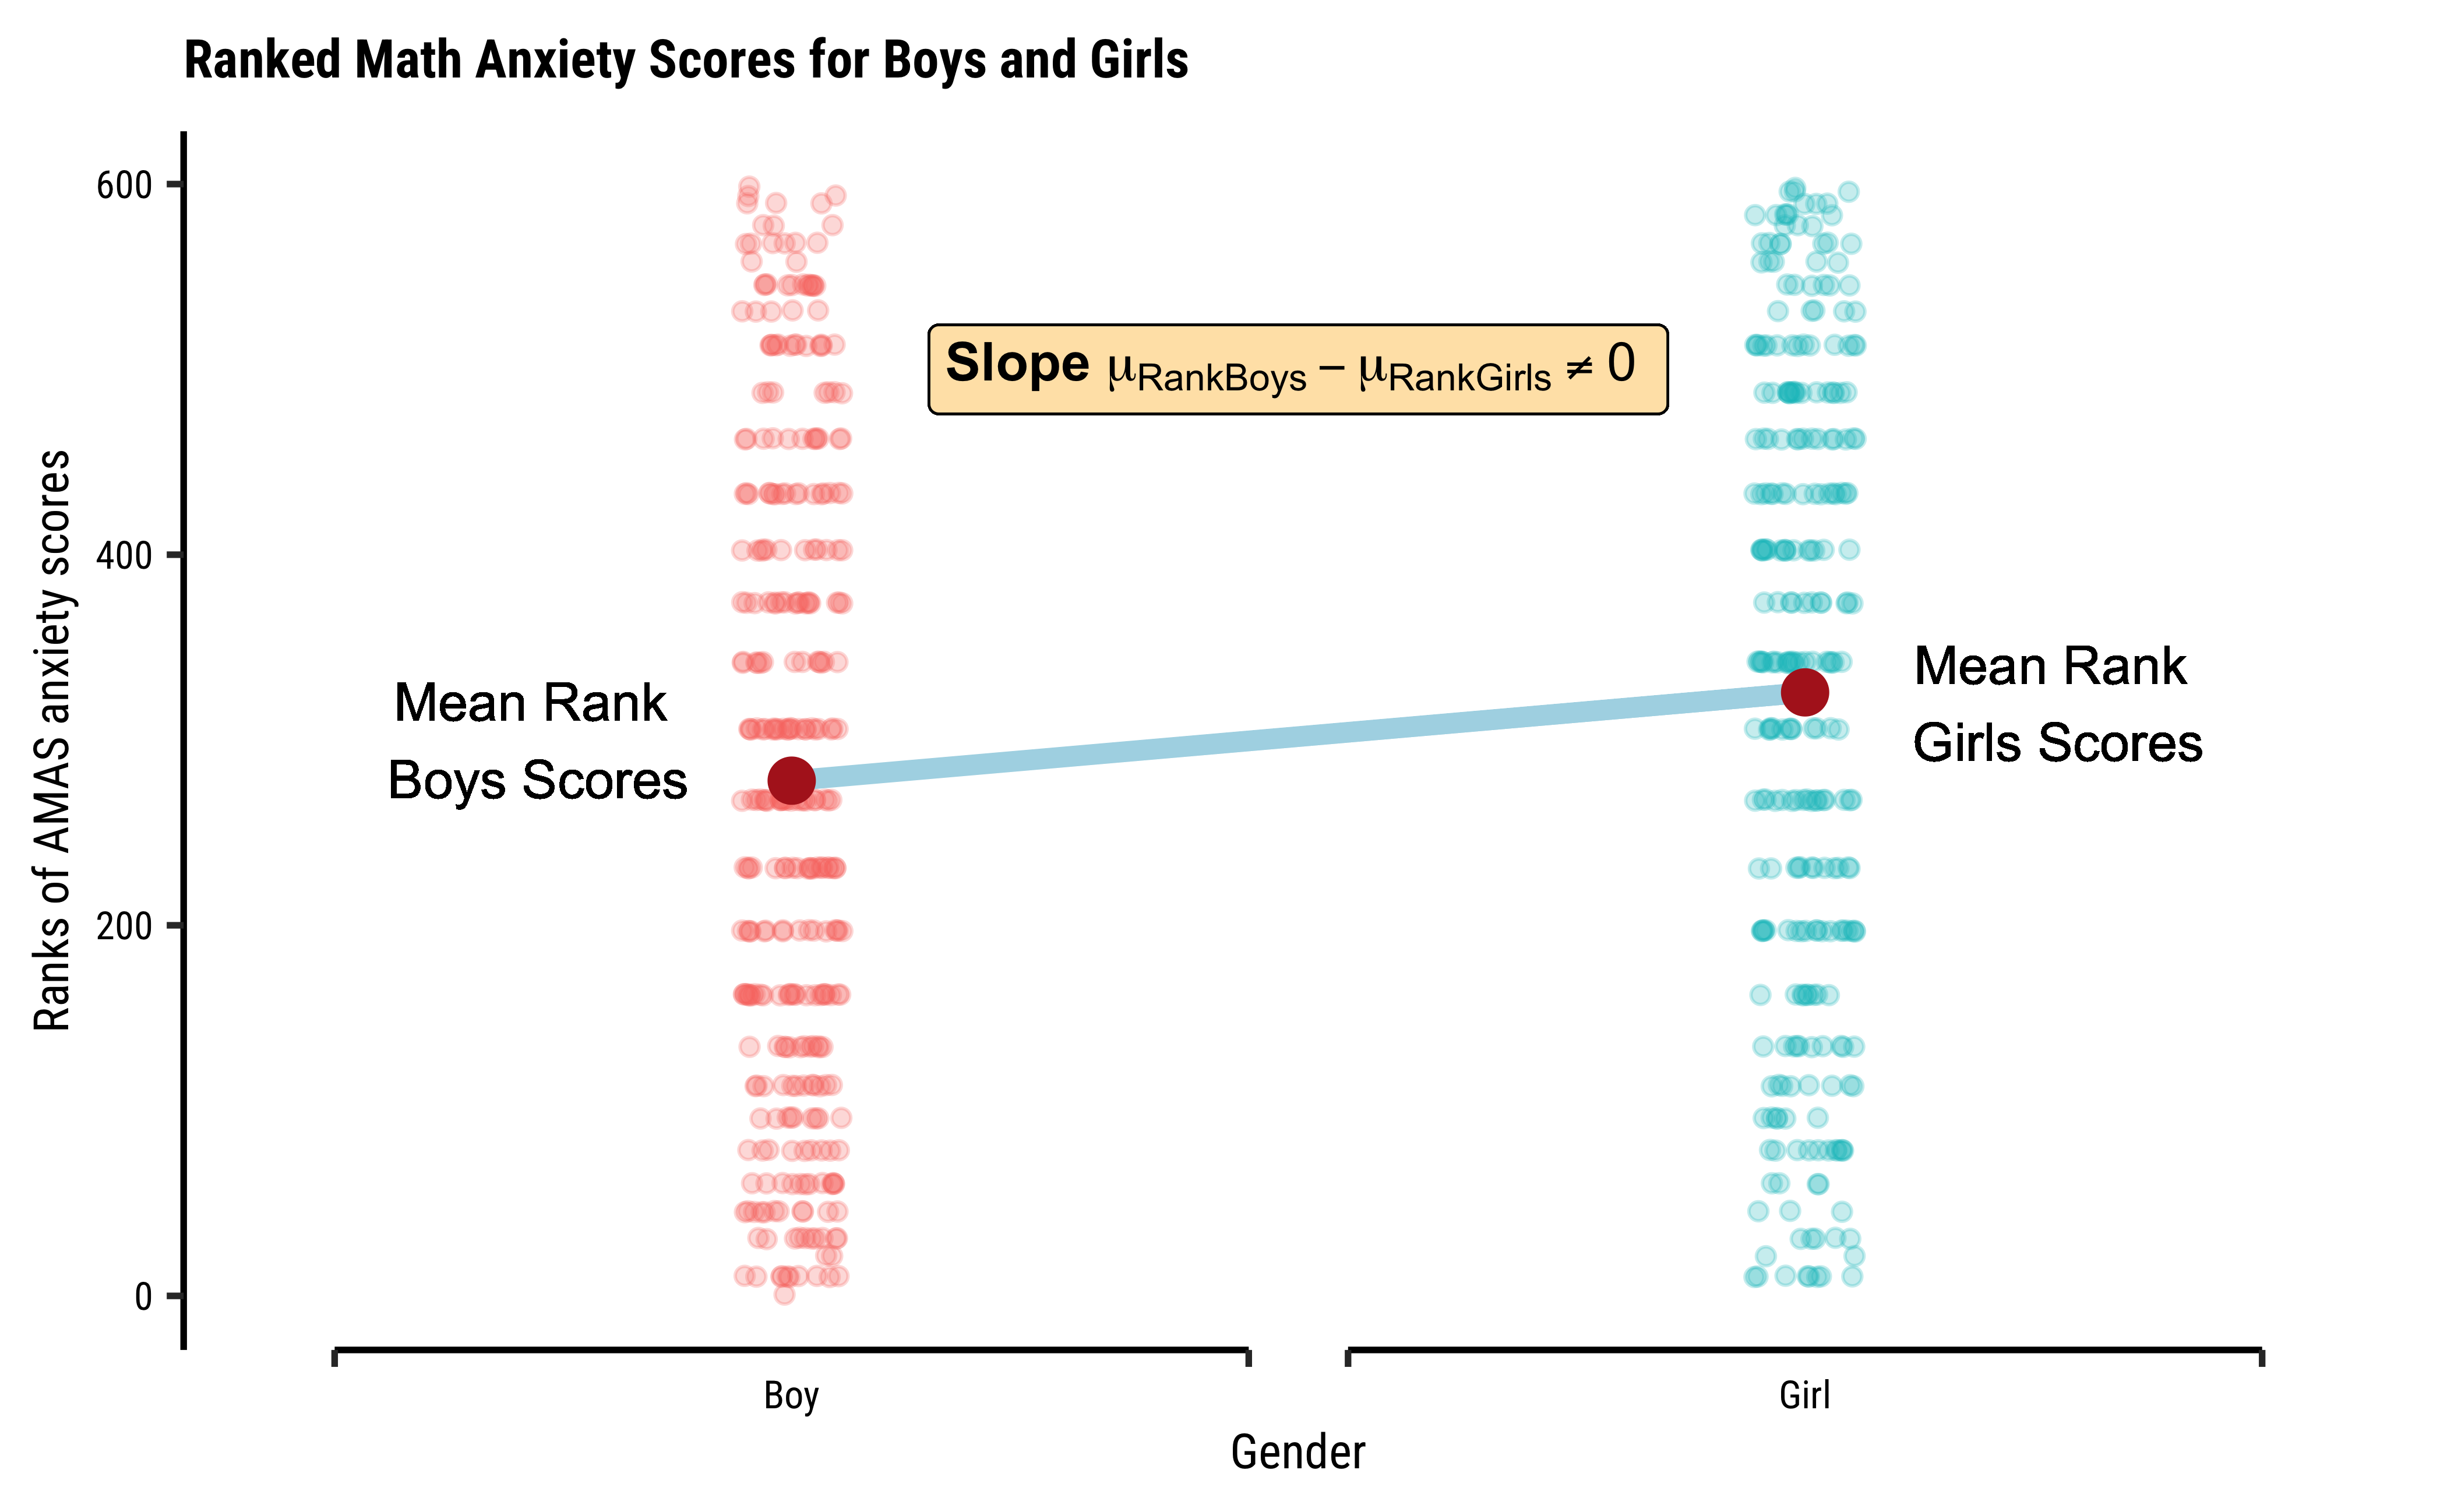 Ranked Math Anxiety Scores for Boys and Girls
Ranks of AMAS anxiety scores
600
400
200
0
Slope μRankBoys − μRankGirls ≠ 0
Mean Rank
Boys Scores
Mean Rank
Girls Scores
Boy
Girl
Gender